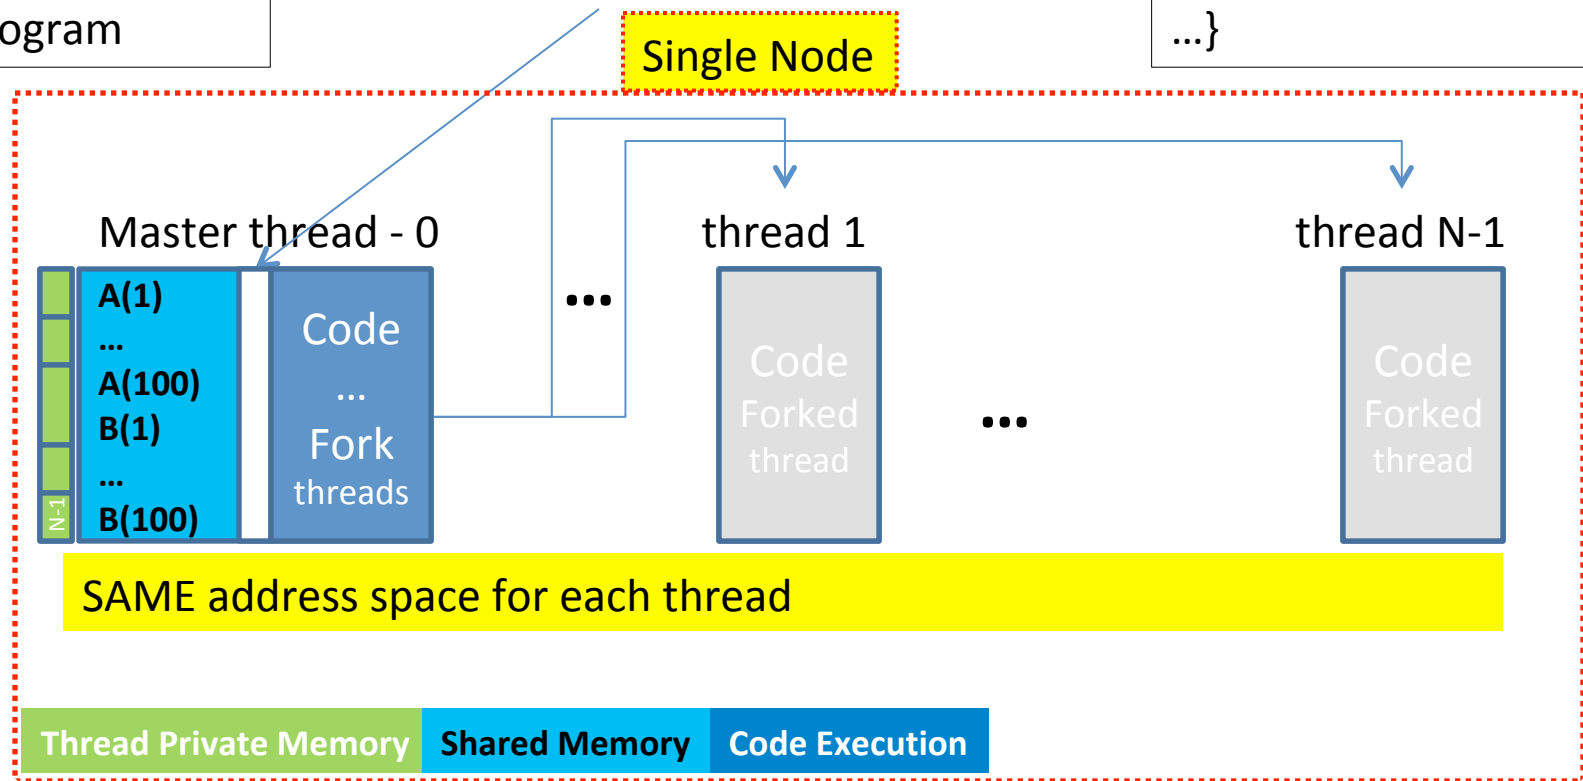 ogram
...}
Single Node
Master thread - 0
thread 1
thread N-1
A(1)
...
A(100)
B(1)
...
B(100)
N-1
Code
...
Fork
threads
...
Code
Forked
thread
...
Code
Forked
thread
SAME address space for each thread
Thread Private Memory
Shared Memory
Code Execution